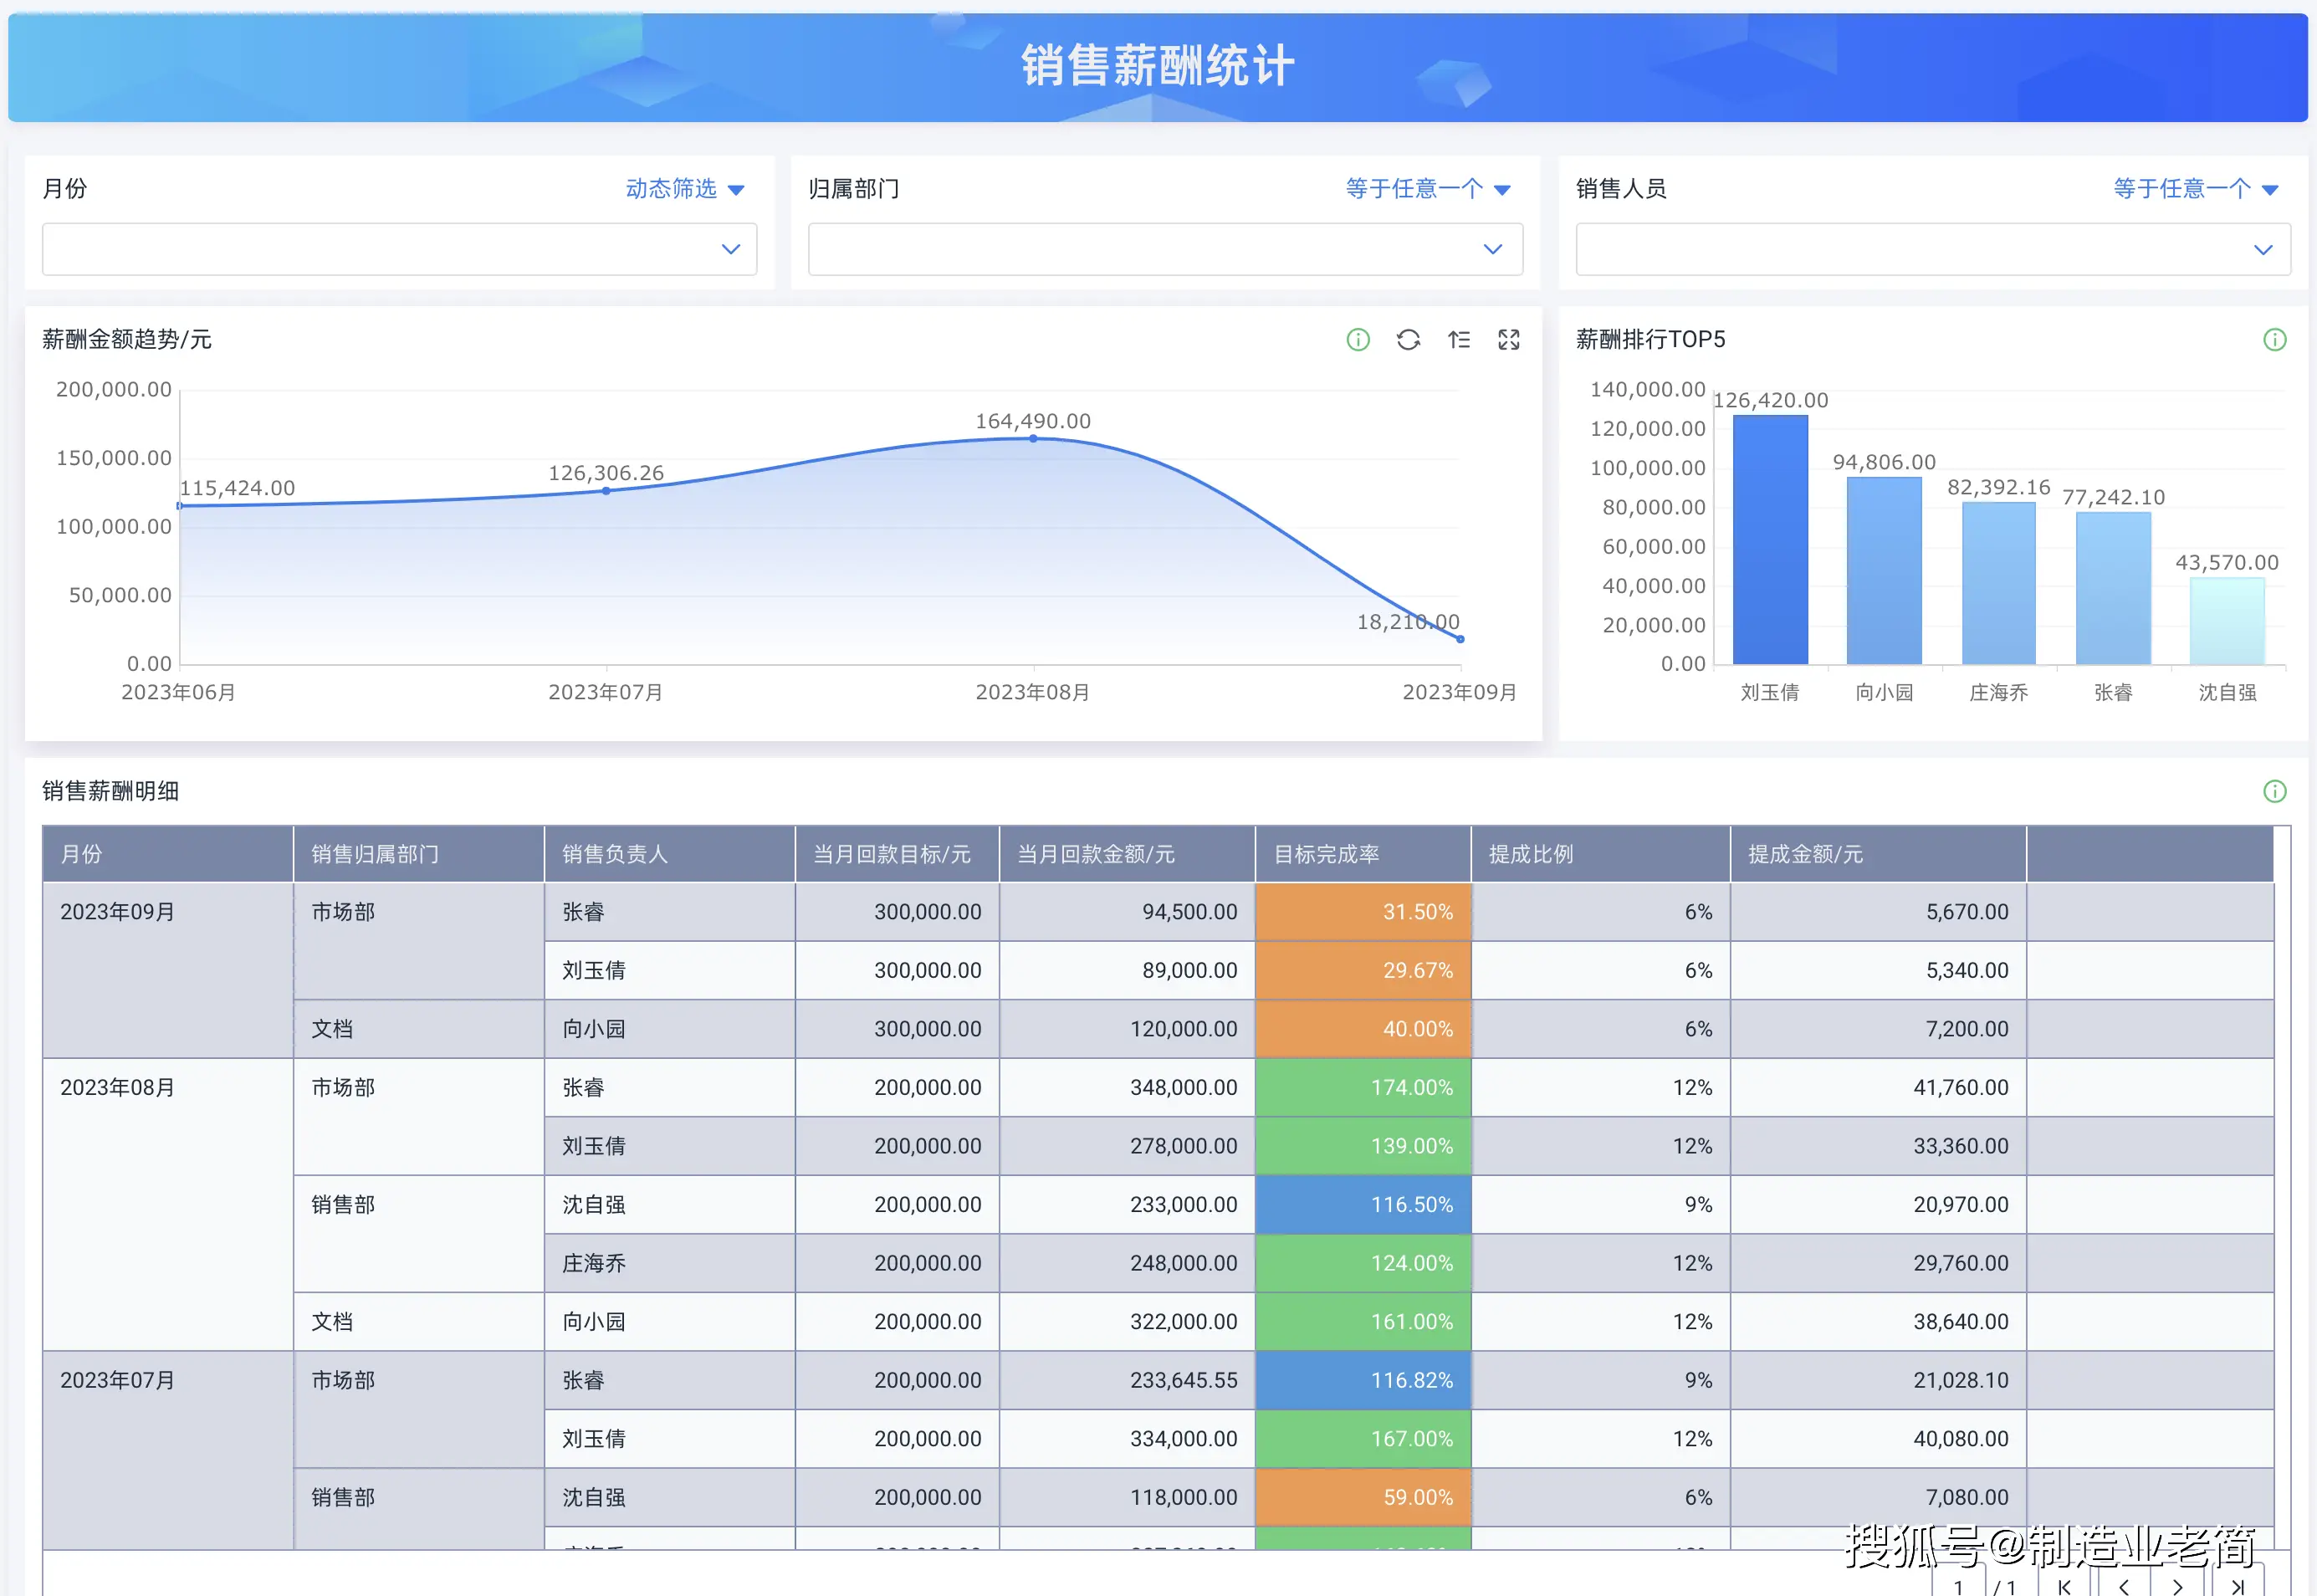 销售薪酬统计
月份 动态筛选
归属部门 等于任意一个
销售人员 等于任意一个
薪酬金额趋势/元
200,000.00
150,000.00
100,000.00
50,000.00
0.00
115,424.00
126,306.26
164,490.00
18,210.00
2023年06月 2023年07月 2023年08月 2023年09月
薪酬排行TOP5
140,000.00
120,000.00
100,000.00
80,000.00
60,000.00
40,000.00
20,000.00
0.00
126,420.00
94,806.00
82,392.16
77,242.10
43,570.00
刘玉倩 向小园 庄海乔 张睿 沈自强
销售薪酬明细
月份 销售归属部门 销售负责人 当月回款目标/元 当月回款金额/元 目标完成率 提成比例 提成金额/元
2023年09月 市场部 张睿 300,000.00 94,500.00 31.50% 6% 5,670.00
刘玉倩 300,000.00 89,000.00 29.67% 6% 5,340.00
文档 向小园 300,000.00 120,000.00 40.00% 6% 7,200.00
2023年08月 市场部 张睿 200,000.00 348,000.00 174.00% 12% 41,760.00
刘玉倩 200,000.00 278,000.00 139.00% 12% 33,360.00
销售部 沈自强 200,000.00 233,000.00 116.50% 9% 20,970.00
庄海乔 200,000.00 248,000.00 124.00% 12% 29,760.00
文档 向小园 200,000.00 322,000.00 161.00% 12% 38,640.00
2023年07月 市场部 张睿 200,000.00 233,645.55 116.82% 9% 21,028.10
刘玉倩 200,000.00 334,000.00 167.00% 12% 40,080.00
销售部 沈自强 200,000.00 118,000.00 59.00% 6% 7,080.00
搜狐号@制造业老简
1 / 1